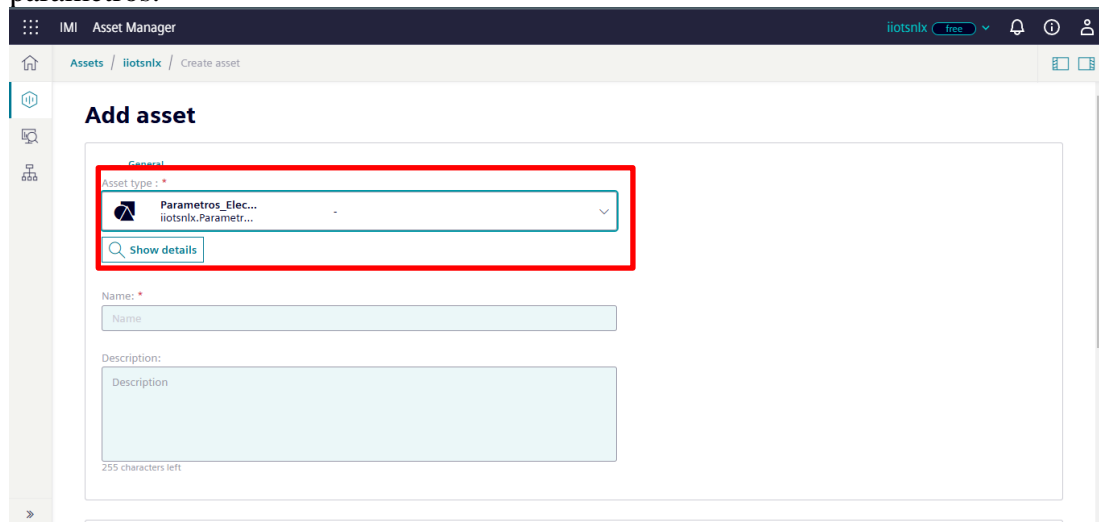 parámetros.
IMI Asset Manager iiotsnlx free
Assets / iiotsnlx / Create asset
Add asset
General
Asset type : *
Parametros_Elec... -
iiotsnlx.Parametr...
Show details
Name: *
Name
Description:
Description
255 characters left